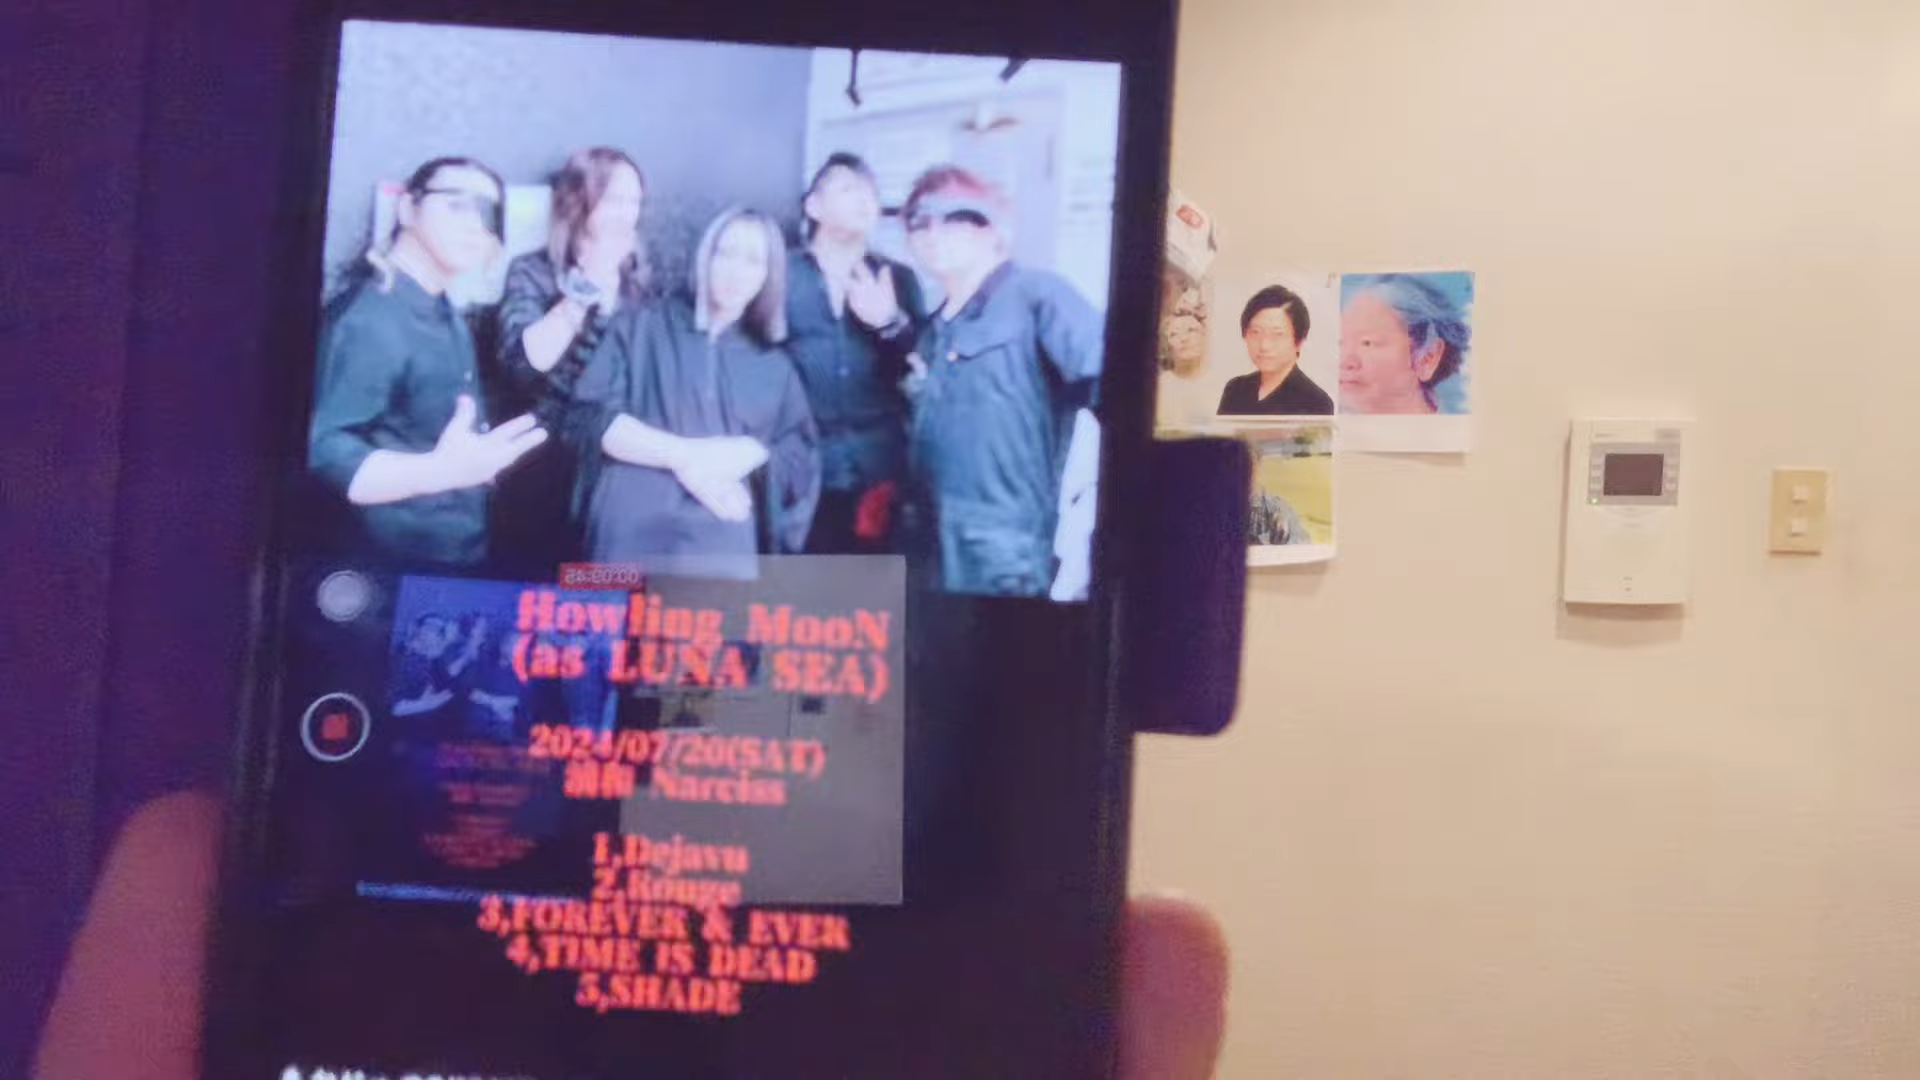 Howling MooN
(as LUNA SEA)
2024/07/20(SAT)
Narciss
1,Dejavu
2,Rouge
3,FOREVER & EVER
4,TIME IS DEAD
5,SHADE